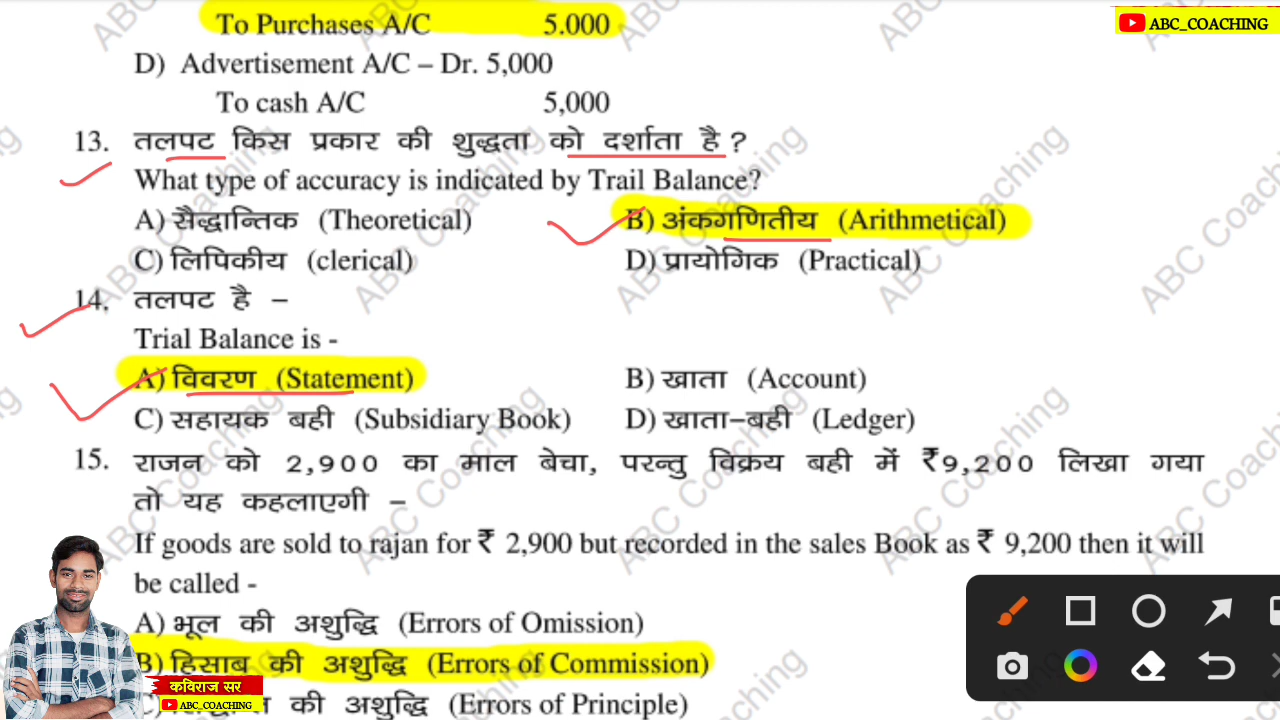 To Purchases A/C 5.000
ABC_COACHING
D) Advertisement A/C – Dr. 5,000
To cash A/C 5,000
13. तलपट किस प्रकार की शुद्धता को दर्शाता है ?
What type of accuracy is indicated by Trail Balance?
A) सैद्धान्तिक (Theoretical) B) अंकगणितीय (Arithmetical)
C) लिपिकीय (clerical) D) प्रायोगिक (Practical)
14. तलपट है –
Trial Balance is -
A) विवरण (Statement) B) खाता (Account)
C) सहायक बही (Subsidiary Book) D) खाता–बही (Ledger)
15. राजन को 2,900 का माल बेचा, परन्तु विक्रय बही में ₹9,200 लिखा गया
तो यह कहलाएगी –
If goods are sold to rajan for ₹ 2,900 but recorded in the sales Book as ₹ 9,200 then it will
be called -
A) भूल की अशुद्धि (Errors of Omission)
B) हिसाब की अशुद्धि (Errors of Commission)
की अशुद्धि (Errors of Principle)
कविराज सर
ABC_COACHING